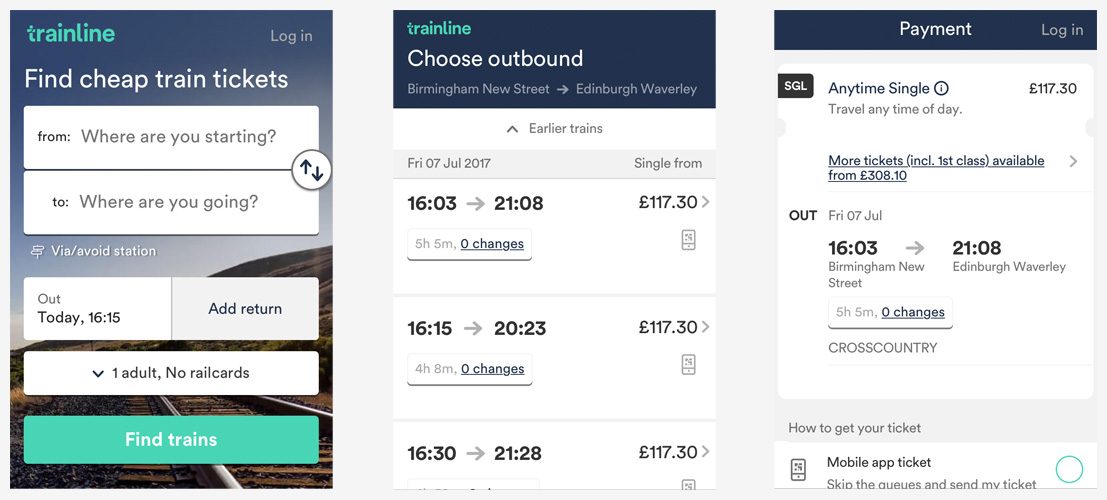 trainline
Log in
Find cheap train tickets
from: Where are you starting?
to: Where are you going?
Via/avoid station
Out
Today, 16:15
Add return
1 adult, No railcards
Find trains
trainline
Choose outbound
Birmingham New Street → Edinburgh Waverley
Earlier trains
Fri 07 Jul 2017 Single from
16:03 → 21:08 £117.30
5h 5m, 0 changes
16:15 → 20:23 £117.30
4h 8m, 0 changes
16:30 → 21:28 £117.30
Payment Log in
SGL Anytime Single £117.30
Travel any time of day.
More tickets (incl. 1st class) available
from £308.10
OUT Fri 07 Jul
16:03 → 21:08
Birmingham New Edinburgh Waverley
Street
5h 5m, 0 changes
CROSSCOUNTRY
How to get your ticket
Mobile app ticket
Skip the queues and send my ticket